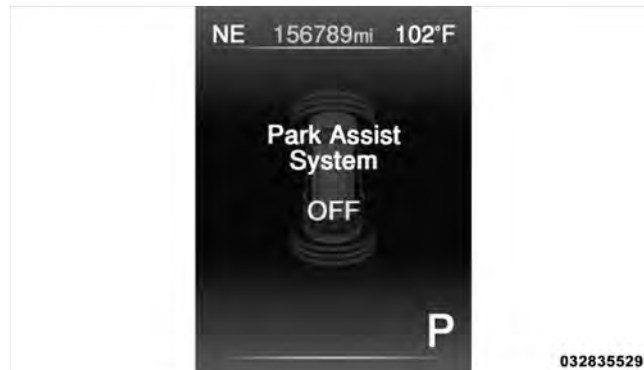 NE 156789mi 102°F
Park Assist
System
OFF
P
032835529